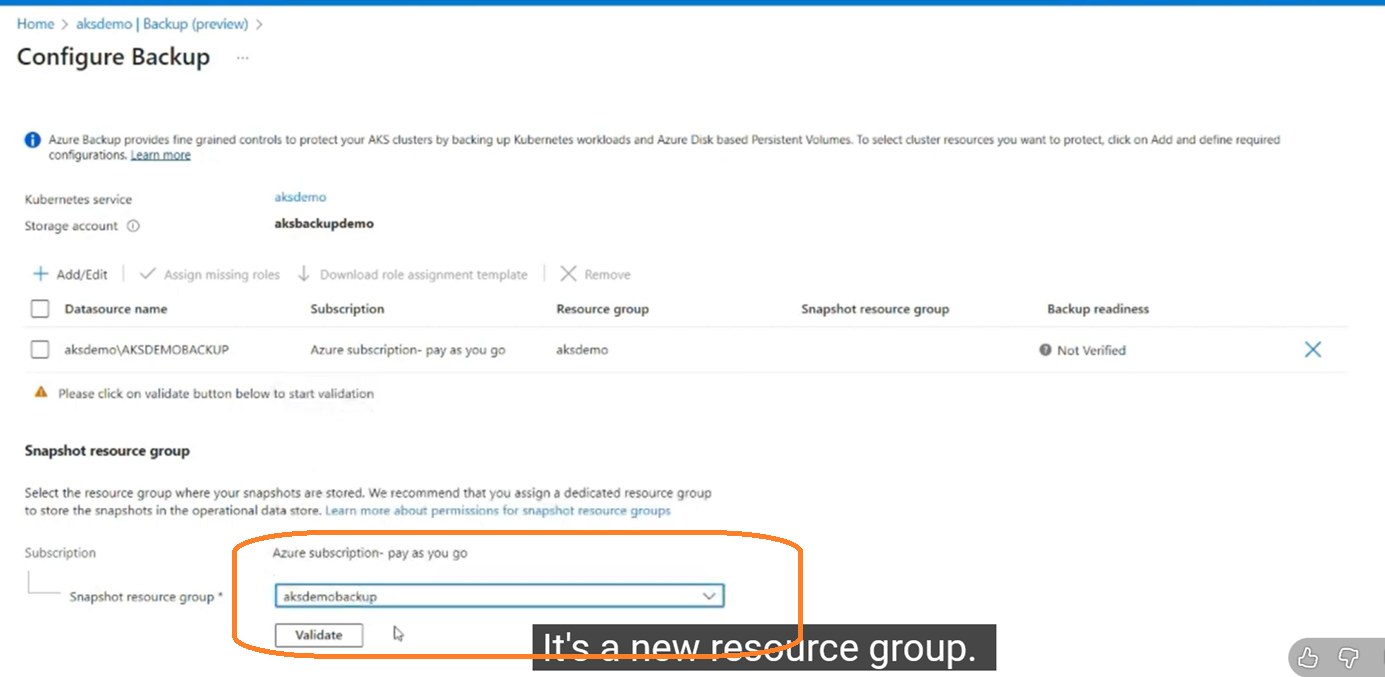 Home > aksdemo | Backup (preview) >
Configure Backup ...
Azure Backup provides fine grained controls to protect your AKS clusters by backing up Kubernetes workloads and Azure Disk based Persistent Volumes. To select cluster resources you want to protect, click on Add and define required
configurations. Learn more
Kubernetes service aksdemo
Storage account aksbackupdemo
Add/Edit Assign missing roles Download role assignment template Remove
Datasource name Subscription Resource group Snapshot resource group Backup readiness
aksdemo\AKSDEMOBACKUP Azure subscription- pay as you go aksdemo Not Verified
Please click on validate button below to start validation
Snapshot resource group
Select the resource group where your snapshots are stored. We recommend that you assign a dedicated resource group
to store the snapshots in the operational data store. Learn more about permissions for snapshot resource groups
Subscription Azure subscription- pay as you go
Snapshot resource group * aksdemobackup
Validate
It's a new resource group.